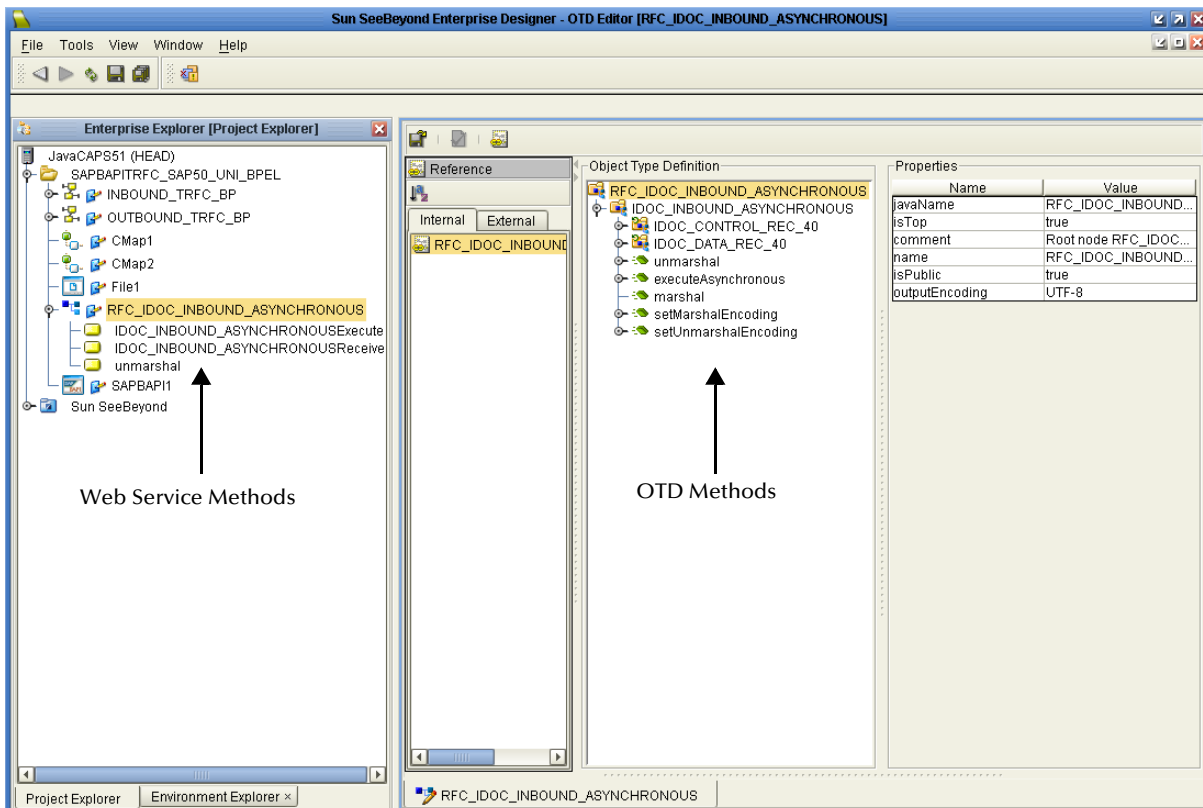 Sun SeeBeyond Enterprise Designer - OTD Editor [RFC_IDOC_INBOUND_ASYNCHRONOUS]
File Tools View Window Help
Enterprise Explorer [Project Explorer]
JavaCAPS51 (HEAD)
SAPBAPITRFC_SAP50_UNI_BPEL
INBOUND_TRFC_BP
OUTBOUND_TRFC_BP
CMap1
CMap2
File1
RFC_IDOC_INBOUND_ASYNCHRONOUS
IDOC_INBOUND_ASYNCHRONOUSExecute
IDOC_INBOUND_ASYNCHRONOUSReceive
unmarshal
SAPBAPI1
Sun SeeBeyond
Web Service Methods
Project Explorer
Environment Explorer ×
Reference
Internal External
RFC_IDOC_INBOUND
Object Type Definition
RFC_IDOC_INBOUND_ASYNCHRONOUS
IDOC_INBOUND_ASYNCHRONOUS
IDOC_CONTROL_REC_40
IDOC_DATA_REC_40
unmarshal
executeAsynchronous
marshal
setMarshalEncoding
setUnmarshalEncoding
OTD Methods
Properties
Name Value
javaName RFC_IDOC_INBOUND...
isTop true
comment Root node RFC_IDOC...
name RFC_IDOC_INBOUND...
isPublic true
outputEncoding UTF-8
RFC_IDOC_INBOUND_ASYNCHRONOUS